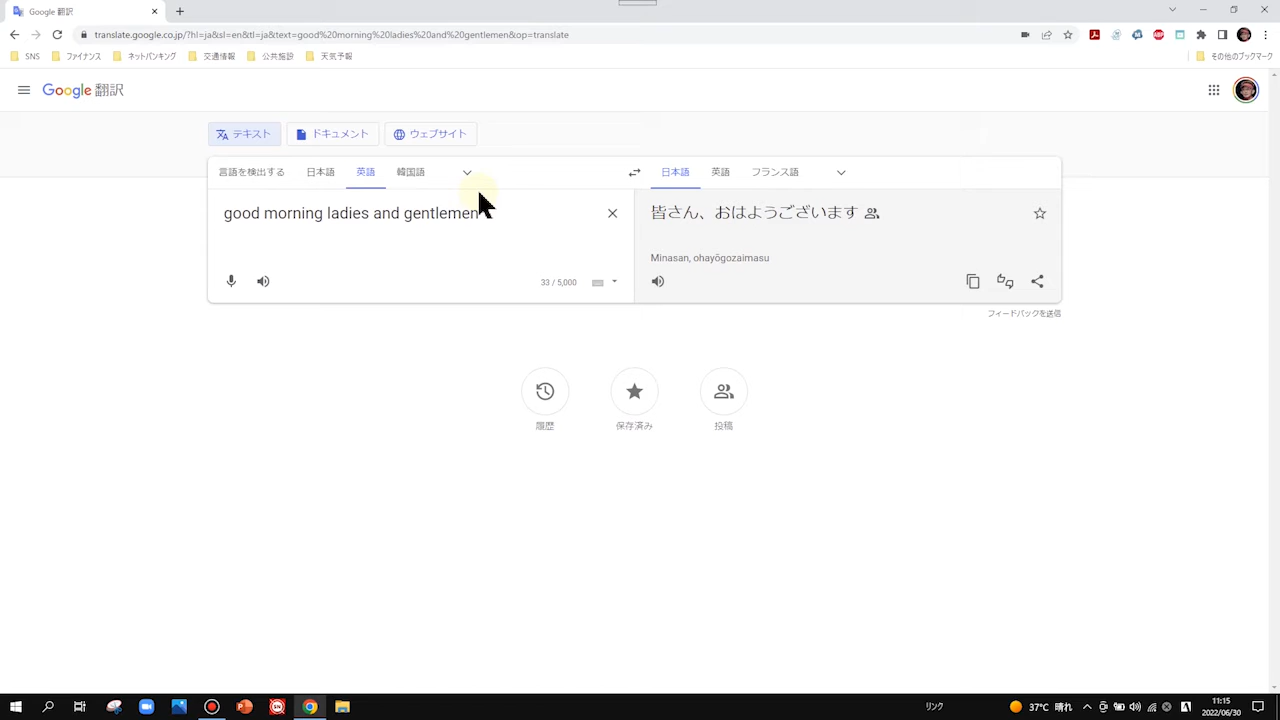 Google 翻訳
translate.google.co.jp/?hl=ja&sl=en&tl=ja&text=good%20morning%20ladies%20and%20gentlemen&op=translate
SNS ファイナンス ネットバンキング 交通情報 公共施設 天気予報 その他のブックマーク
Google 翻訳
テキスト ドキュメント ウェブサイト
言語を検出する 日本語 英語 韓国語 日本語 英語 フランス語
good morning ladies and gentlemen 皆さん、おはようございます
Minasan, ohayōgozaimasu
33 / 5,000
フィードバックを送信
履歴 保存済み 投稿
リンク 37℃ 晴れ A 11:15
2022/06/30